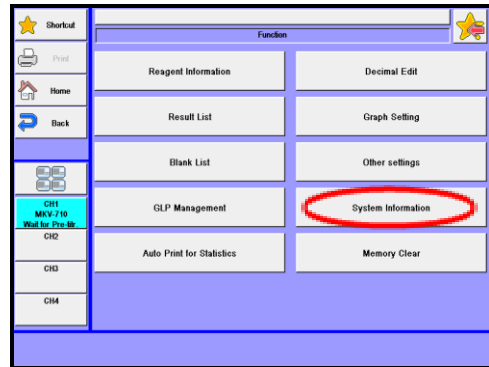 Shortcut
Function
Print
Home
Back
Reagent Information
Decimal Edit
Result List
Graph Setting
Blank List
Other settings
GLP Management
System Information
Auto Print for Statistics
Memory Clear
CH1
MKV-710
Wait for Pre-titr.
CH2
CH3
CH4